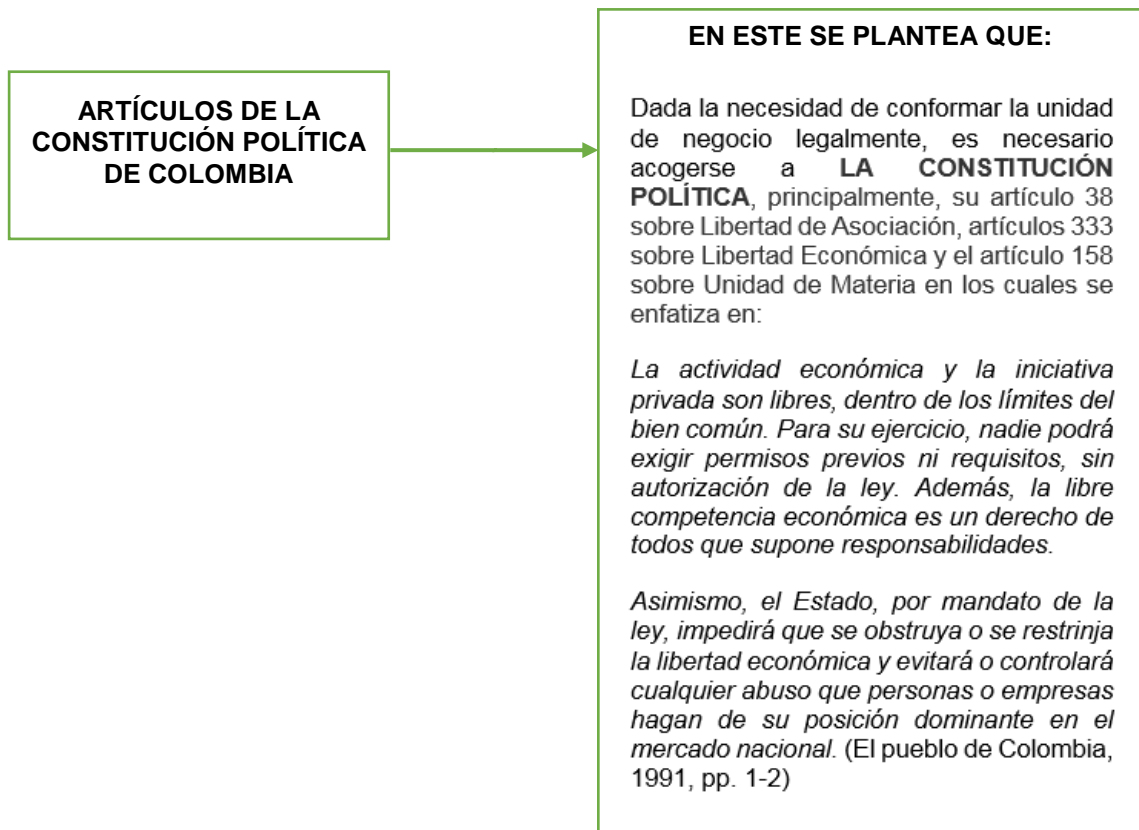 ARTÍCULOS DE LA
CONSTITUCIÓN POLÍTICA
DE COLOMBIA
EN ESTE SE PLANTEA QUE:
Dada la necesidad de conformar la unidad
de negocio legalmente, es necesario
acogerse a LA CONSTITUCIÓN
POLÍTICA, principalmente, su artículo 38
sobre Libertad de Asociación, artículos 333
sobre Libertad Económica y el artículo 158
sobre Unidad de Materia en los cuales se
enfatiza en:
La actividad económica y la iniciativa
privada son libres, dentro de los límites del
bien común. Para su ejercicio, nadie podrá
exigir permisos previos ni requisitos, sin
autorización de la ley. Además, la libre
competencia económica es un derecho de
todos que supone responsabilidades.
Asimismo, el Estado, por mandato de la
ley, impedirá que se obstruya o se restrinja
la libertad económica y evitará o controlará
cualquier abuso que personas o empresas
hagan de su posición dominante en el
mercado nacional. (El pueblo de Colombia,
1991, pp. 1-2)